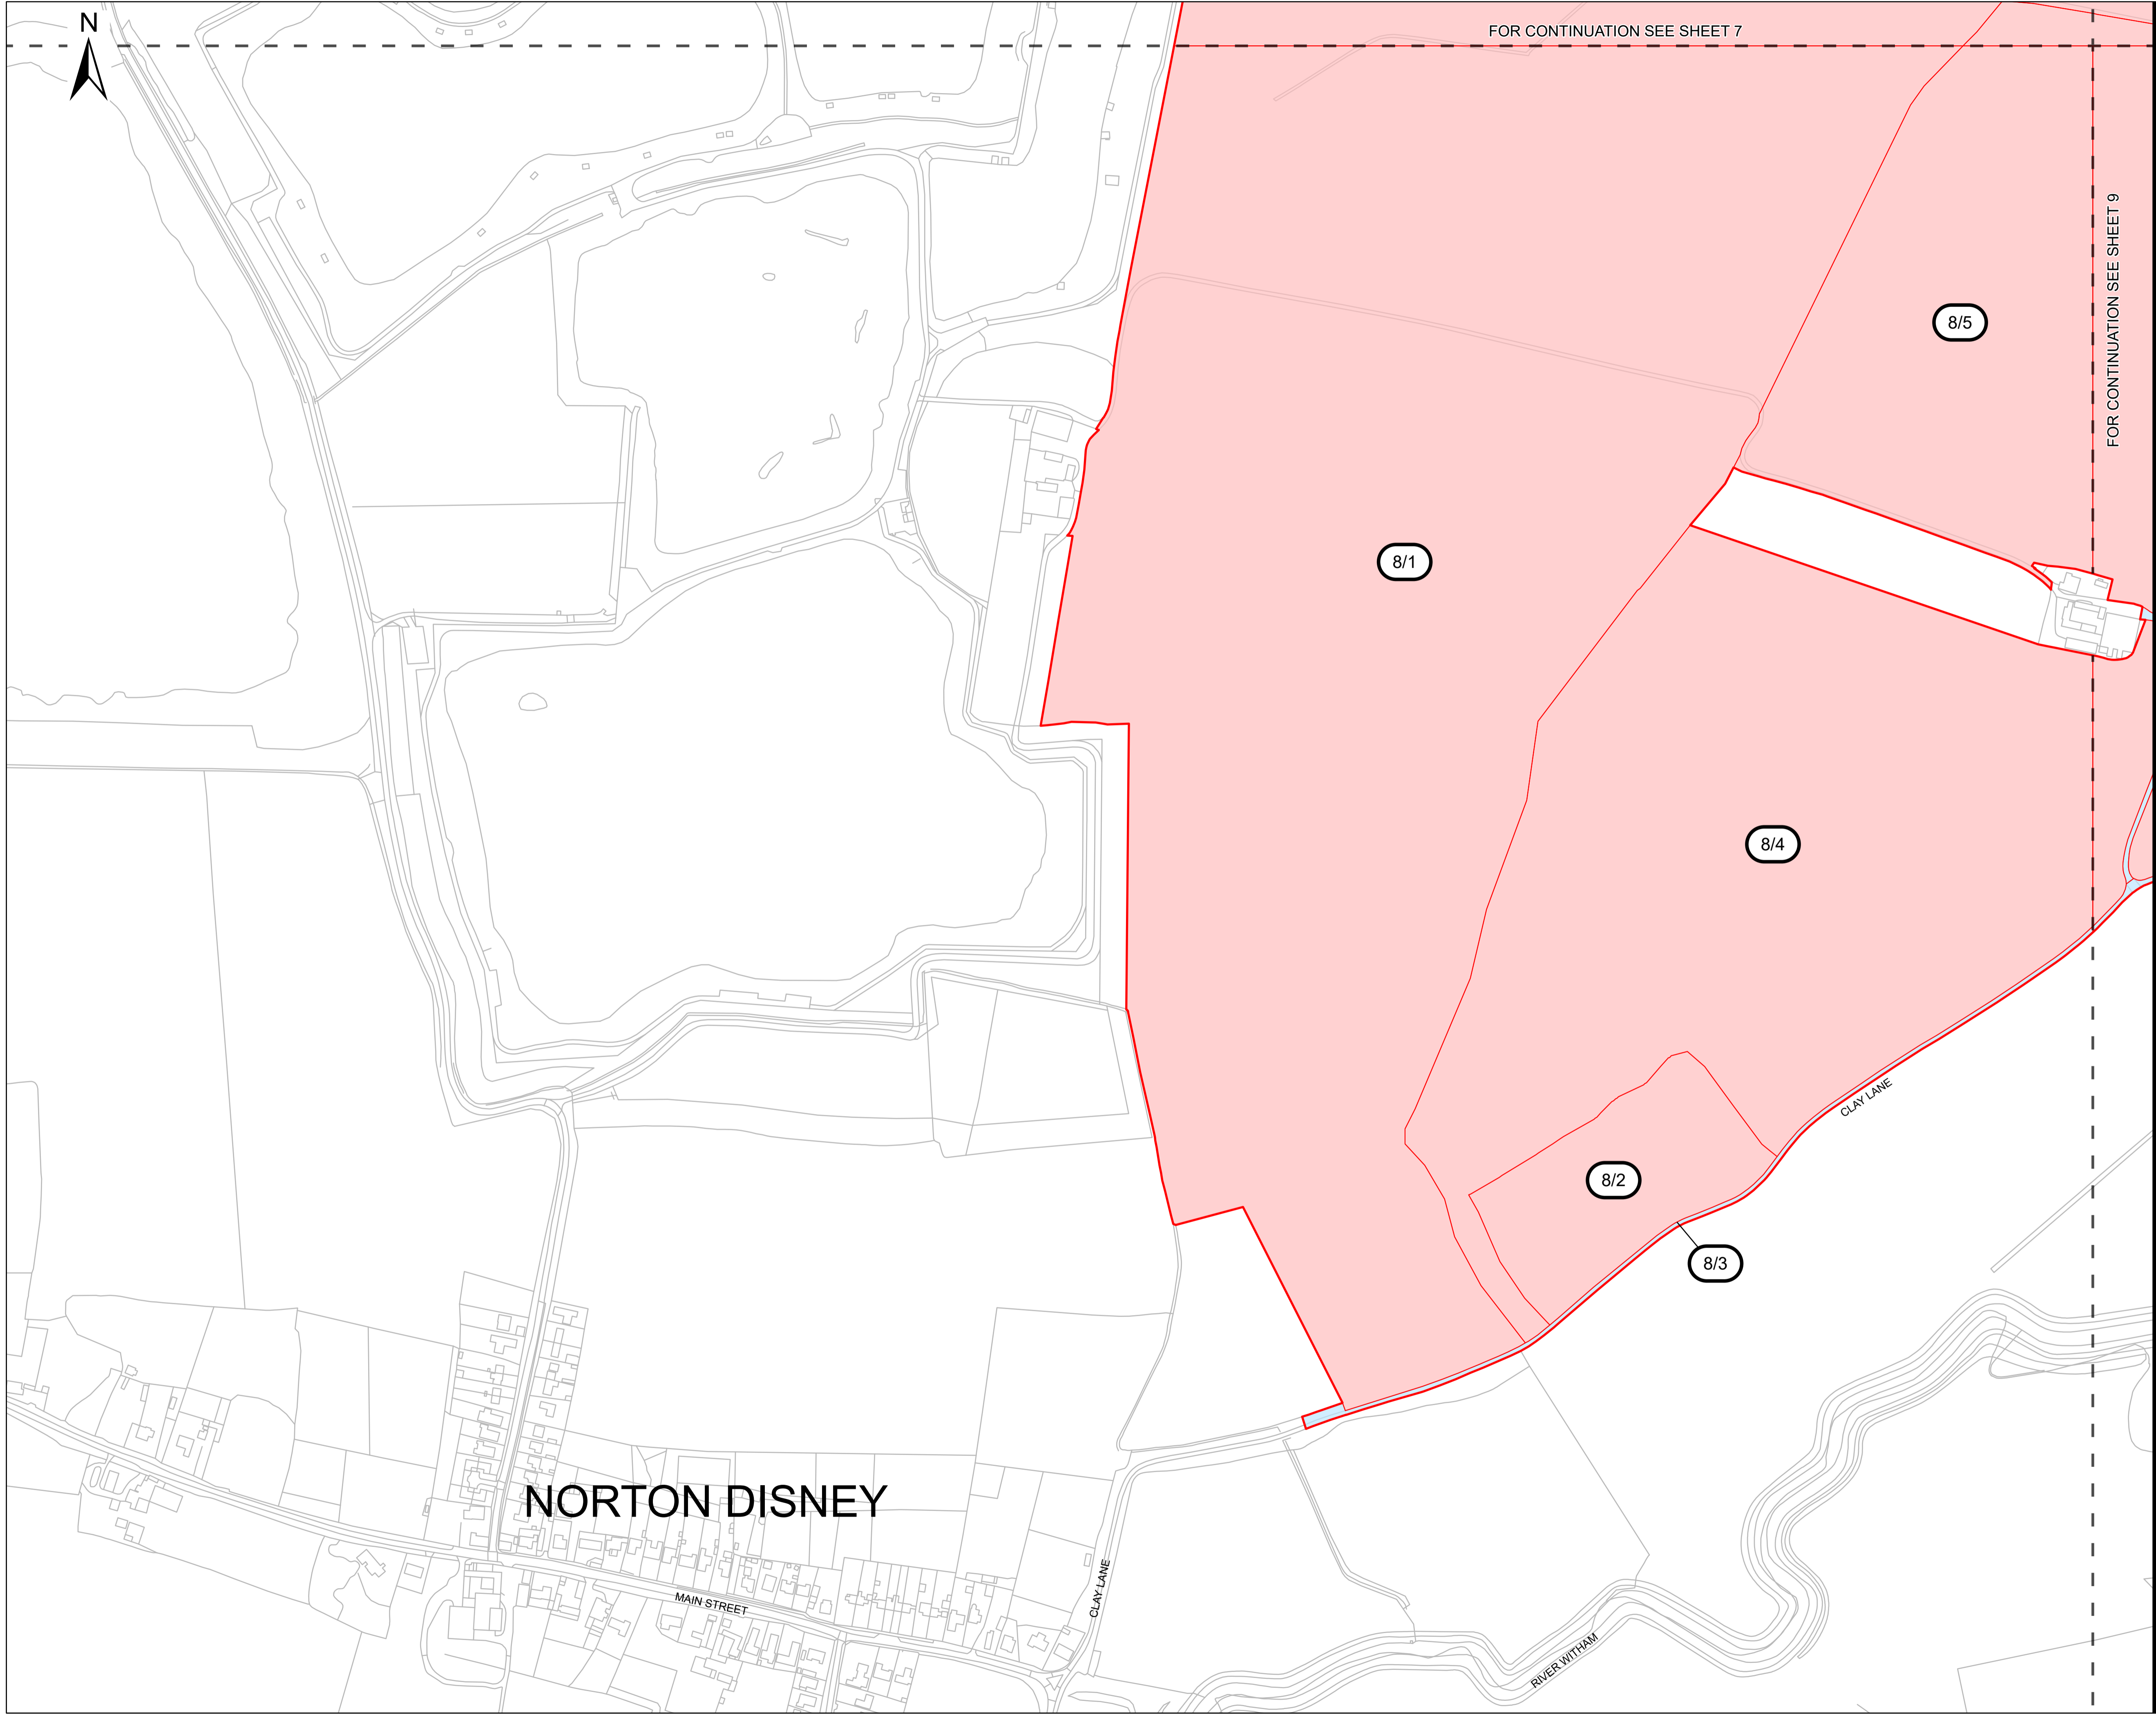 N
FOR CONTINUATION SEE SHEET 7
FOR CONTINUATION SEE SHEET 9
8/5
8/1
8/4
CLAY LANE
8/2
8/3
NORTON DISNEY
MAIN STREET
CLAY LANE
RIVER WITHAM